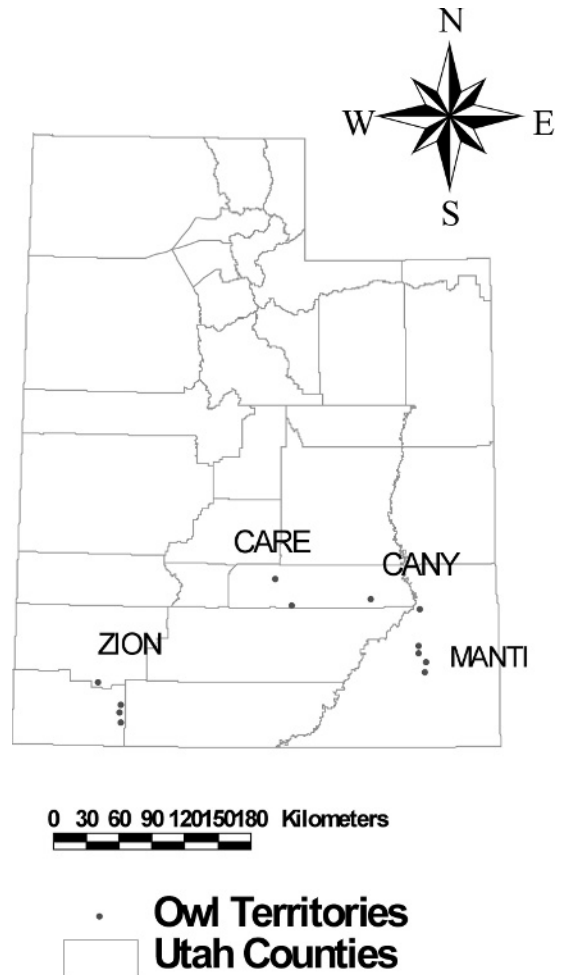 N
W E
S
CARE
CANY
ZION
MANTI
0 30 60 90 120150180 Kilometers
Owl Territories
Utah Counties